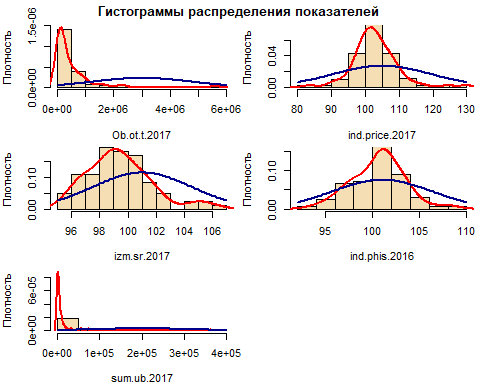 Гистограммы распределения показателей
Плотность
0.0e+00 1.5e-06
0e+00 2e+06 4e+06 6e+06
Ob.ot.t.2017
Плотность
0.00 0.04
80 90 100 110 120 130
ind.price.2017
Плотность
0.00 0.10
96 98 100 102 104 106
izm.sr.2017
Плотность
0.00 0.10
95 100 105 110
ind.phis.2016
Плотность
0e+00 6e-05
0e+00 1e+05 2e+05 3e+05 4e+05
sum.ub.2017